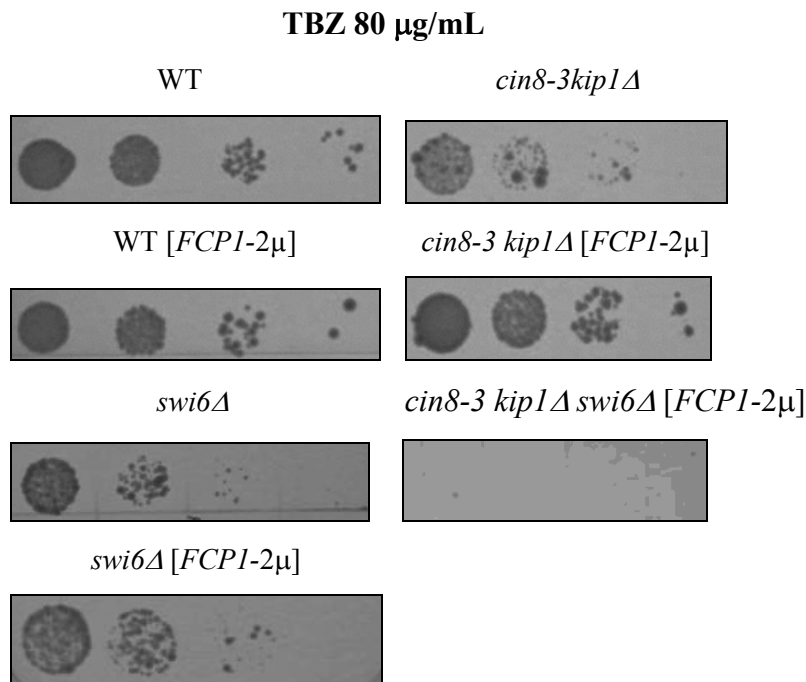 TBZ 80 μg/mL
WT
cin8-3kip1Δ
WT [FCP1-2μ]
cin8-3 kip1Δ [FCP1-2μ]
swi6Δ
cin8-3 kip1Δ swi6Δ [FCP1-2μ]
swi6Δ [FCP1-2μ]